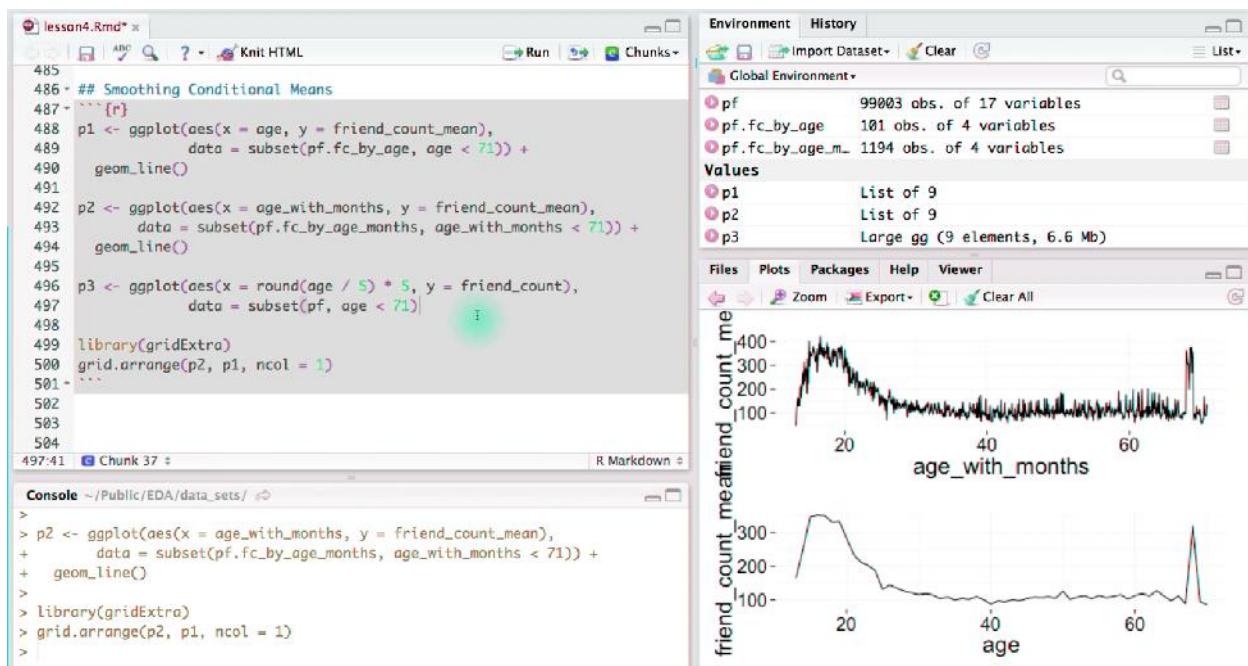 lesson4.Rmd*
ABC
? Knit HTML
Run
Chunks
485
486 ## Smoothing Conditional Means
487 ```{r}
488 p1 <- ggplot(aes(x = age, y = friend_count_mean),
489 data = subset(pf.fc_by_age, age < 71)) +
490 geom_line()
491
492 p2 <- ggplot(aes(x = age_with_months, y = friend_count_mean),
493 data = subset(pf.fc_by_age_months, age_with_months < 71)) +
494 geom_line()
495
496 p3 <- ggplot(aes(x = round(age / 5) * 5, y = friend_count),
497 data = subset(pf, age < 71)
498
499 library(gridExtra)
500 grid.arrange(p2, p1, ncol = 1)
501 ```
502
503
504
497:41 Chunk 37 R Markdown
Console ~/Public/EDA/data_sets/
>
> p2 <- ggplot(aes(x = age_with_months, y = friend_count_mean),
+ data = subset(pf.fc_by_age_months, age_with_months < 71)) +
+ geom_line()
>
> library(gridExtra)
> grid.arrange(p2, p1, ncol = 1)
>
Environment History
Import Dataset Clear List
Global Environment
pf 99003 obs. of 17 variables
pf.fc_by_age 101 obs. of 4 variables
pf.fc_by_age_m… 1194 obs. of 4 variables
Values
p1 List of 9
p2 List of 9
p3 Large gg (9 elements, 6.6 Mb)
Files Plots Packages Help Viewer
Zoom Export Clear All
friend_count_me
400
300
200
100
20 40 60
age_with_months
friend_count_mean
300
200
100
20 40 60
age